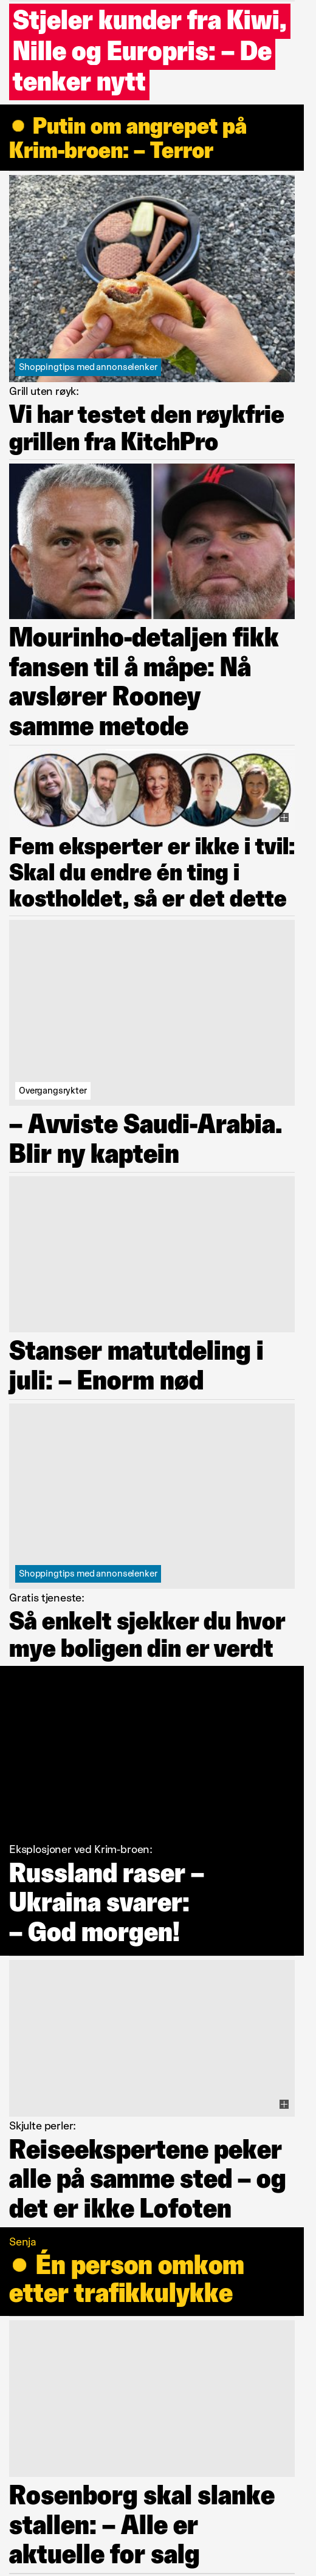 Stjeler kunder fra Kiwi,
Nille og Europris: – De
tenker nytt
Putin om angrepet på
Krim-broen: – Terror
Shoppingtips med annonselenker
Grill uten røyk:
Vi har testet den røykfrie
grillen fra KitchPro
Mourinho-detaljen fikk
fansen til å måpe: Nå
avslører Rooney
samme metode
Fem eksperter er ikke i tvil:
Skal du endre én ting i
kostholdet, så er det dette
Overgangsrykter
– Avviste Saudi-Arabia.
Blir ny kaptein
Stanser matutdeling i
juli: – Enorm nød
Shoppingtips med annonselenker
Gratis tjeneste:
Så enkelt sjekker du hvor
mye boligen din er verdt
Eksplosjoner ved Krim-broen:
Russland raser –
Ukraina svarer:
– God morgen!
Skjulte perler:
Reiseekspertene peker
alle på samme sted – og
det er ikke Lofoten
Senja
Én person omkom
etter trafikkulykke
Rosenborg skal slanke
stallen: – Alle er
aktuelle for salg